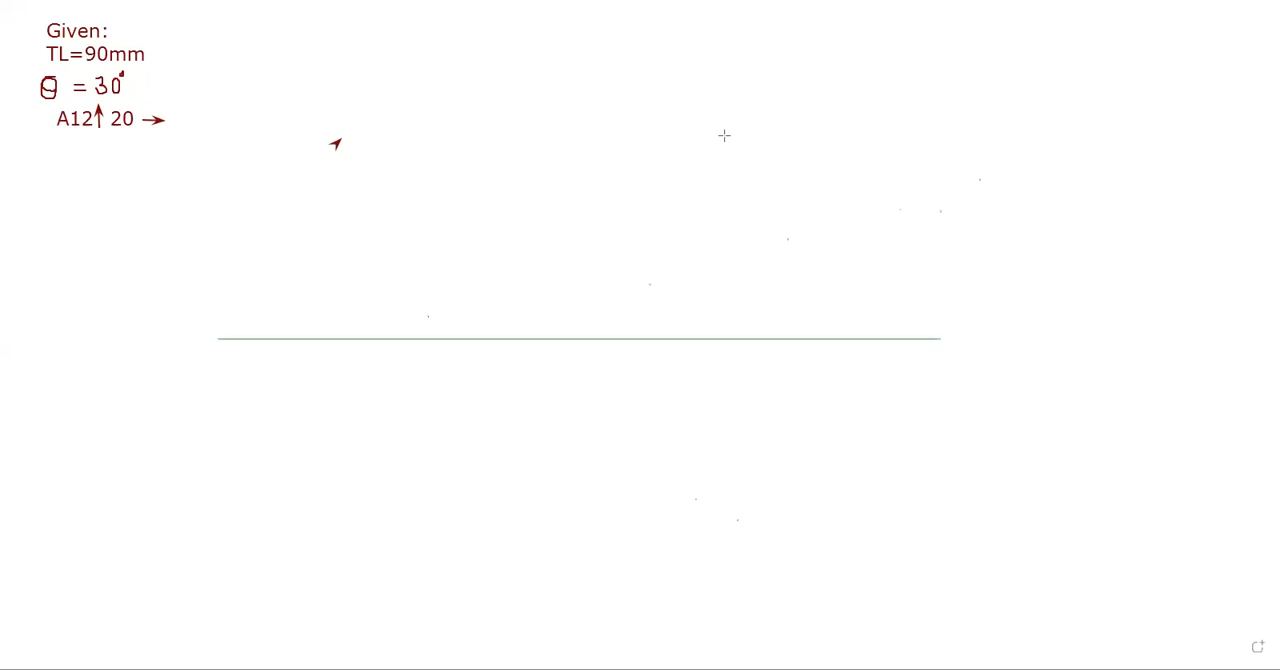 Given:
TL=90mm
θ = 30°
A12↑ 20 →